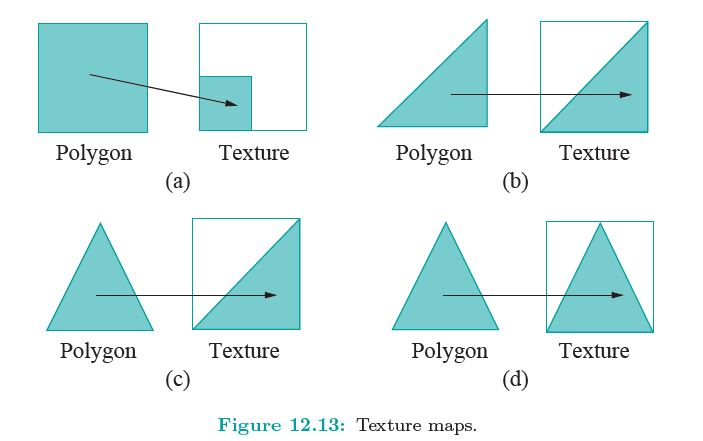 Polygon Texture
(a)
Polygon Texture
(b)
Polygon Texture
(c)
Polygon Texture
(d)
Figure 12.13: Texture maps.